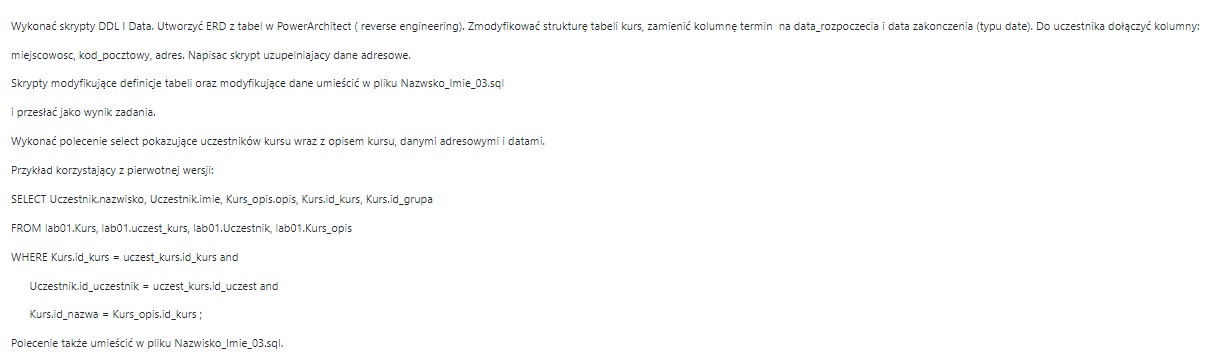 Wykonać skrypty DDL I Data. Utworzyć ERD z tabel w PowerArchitect ( reverse engineering). Zmodyfikować strukturę tabeli kurs, zamienić kolumnę termin na data_rozpoczecia i data zakonczenia (typu date). Do uczestnika dołączyć kolumny:
miejscowosc, kod_pocztowy, adres. Napisac skrypt uzupelniajacy dane adresowe.
Skrypty modyfikujące definicje tabeli oraz modyfikujące dane umieścić w pliku Nazwsko_Imie_03.sql
i przesłać jako wynik zadania.
Wykonać polecenie select pokazujące uczestników kursu wraz z opisem kursu, danymi adresowymi i datami.
Przykład korzystający z pierwotnej wersji:
SELECT Uczestnik.nazwisko, Uczestnik.imie, Kurs_opis.opis, Kurs.id_kurs, Kurs.id_grupa
FROM lab01.Kurs, lab01.uczest_kurs, lab01.Uczestnik, lab01.Kurs_opis
WHERE Kurs.id_kurs = uczest_kurs.id_kurs and
Uczestnik.id_uczestnik = uczest_kurs.id_uczest and
Kurs.id_nazwa = Kurs_opis.id_kurs ;
Polecenie także umieścić w pliku Nazwisko_Imie_03.sql.